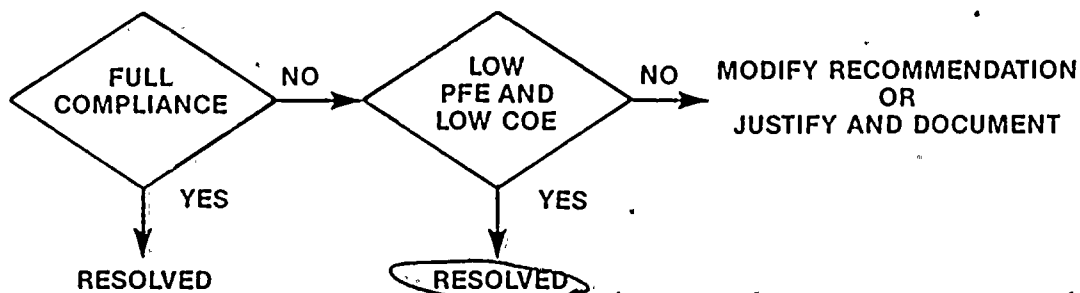 FULL
COMPLIANCE
NO
LOW
PFE AND
LOW COE
NO
MODIFY RECOMMENDATION
OR
JUSTIFY AND DOCUMENT
YES
YES
RESOLVED
RESOLVED